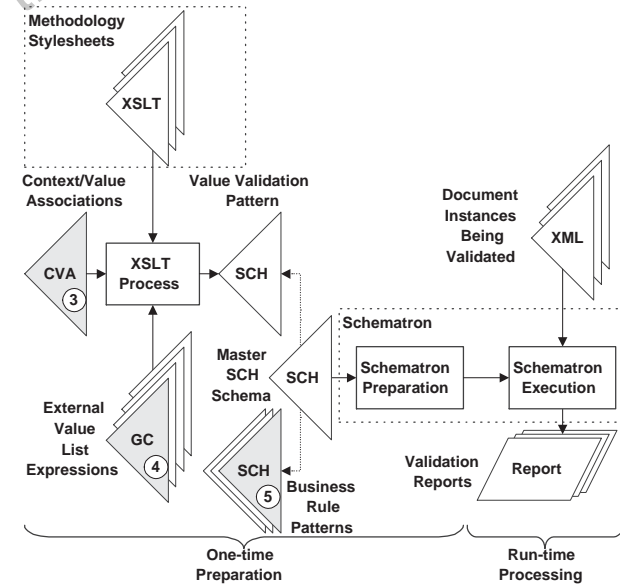 Methodology
Stylesheets
XSLT
Context/Value
Associations
Value Validation
Pattern
CVA
3
XSLT
Process
SCH
Document
Instances
Being
Validated
XML
Schematron
Master
SCH
Schema
SCH
Schematron
Preparation
Schematron
Execution
External
Value
List
Expressions
GC
4
SCH
5
Business
Rule
Patterns
Validation
Reports
Report
One-time
Preparation
Run-time
Processing